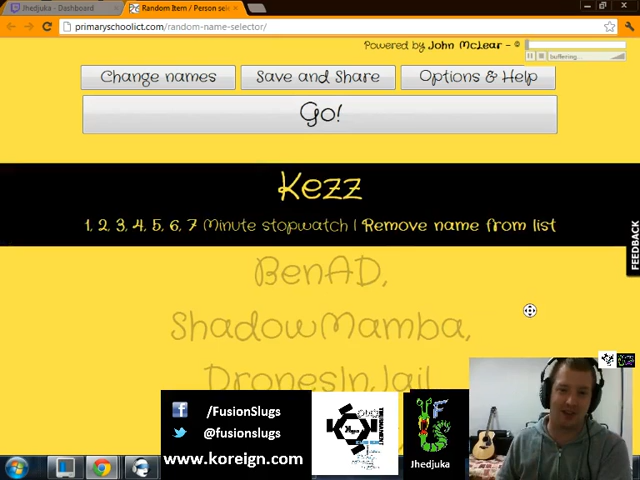 Jhedjuka - Dashboard
Random Item / Person sele
primaryschoolict.com/random-name-selector/
Powered by John McLear - ©
buffering...
Change names
Save and Share
Options & Help
Go!
Kezz
1, 2, 3, 4, 5, 6, 7 Minute stopwatch | Remove name from list
FEEDBACK
BenAD,
ShadowMamba,
DronesInJail
/FusionSlugs
@fusionslugs
www.koreign.com
Jhedjuka